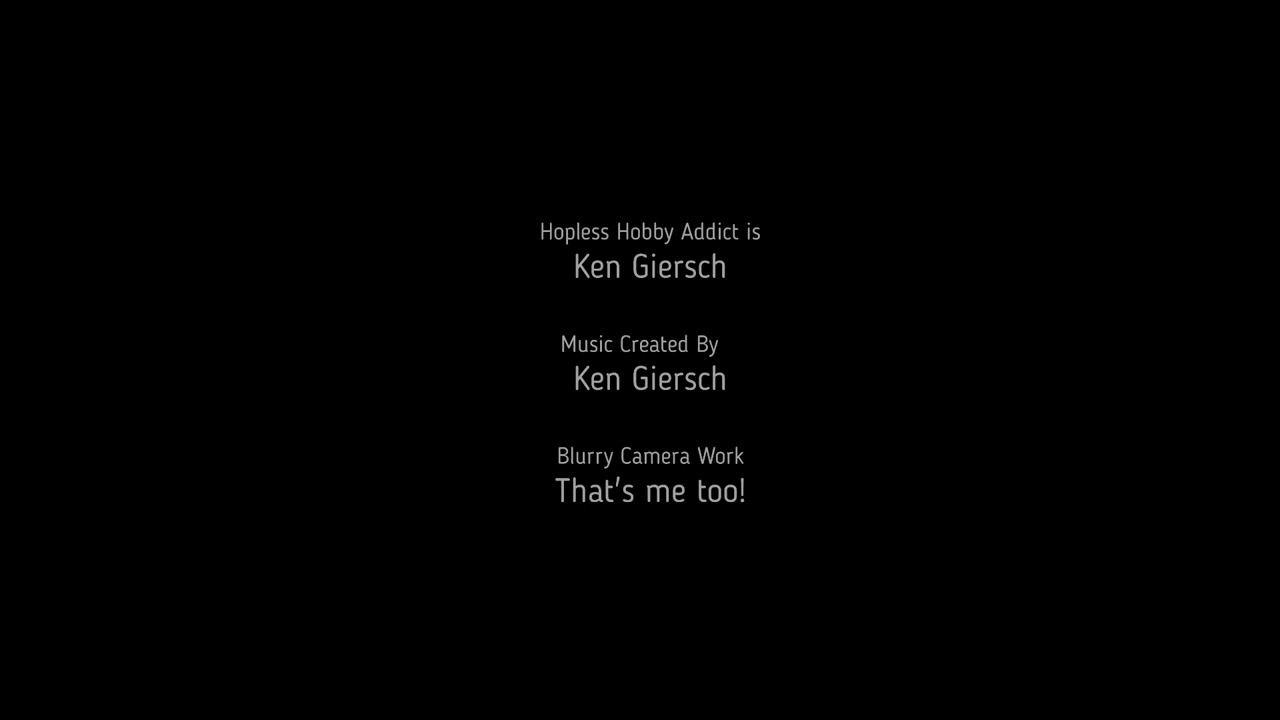 Hopless Hobby Addict is
Ken Giersch
Music Created By
Ken Giersch
Blurry Camera Work
That's me too!